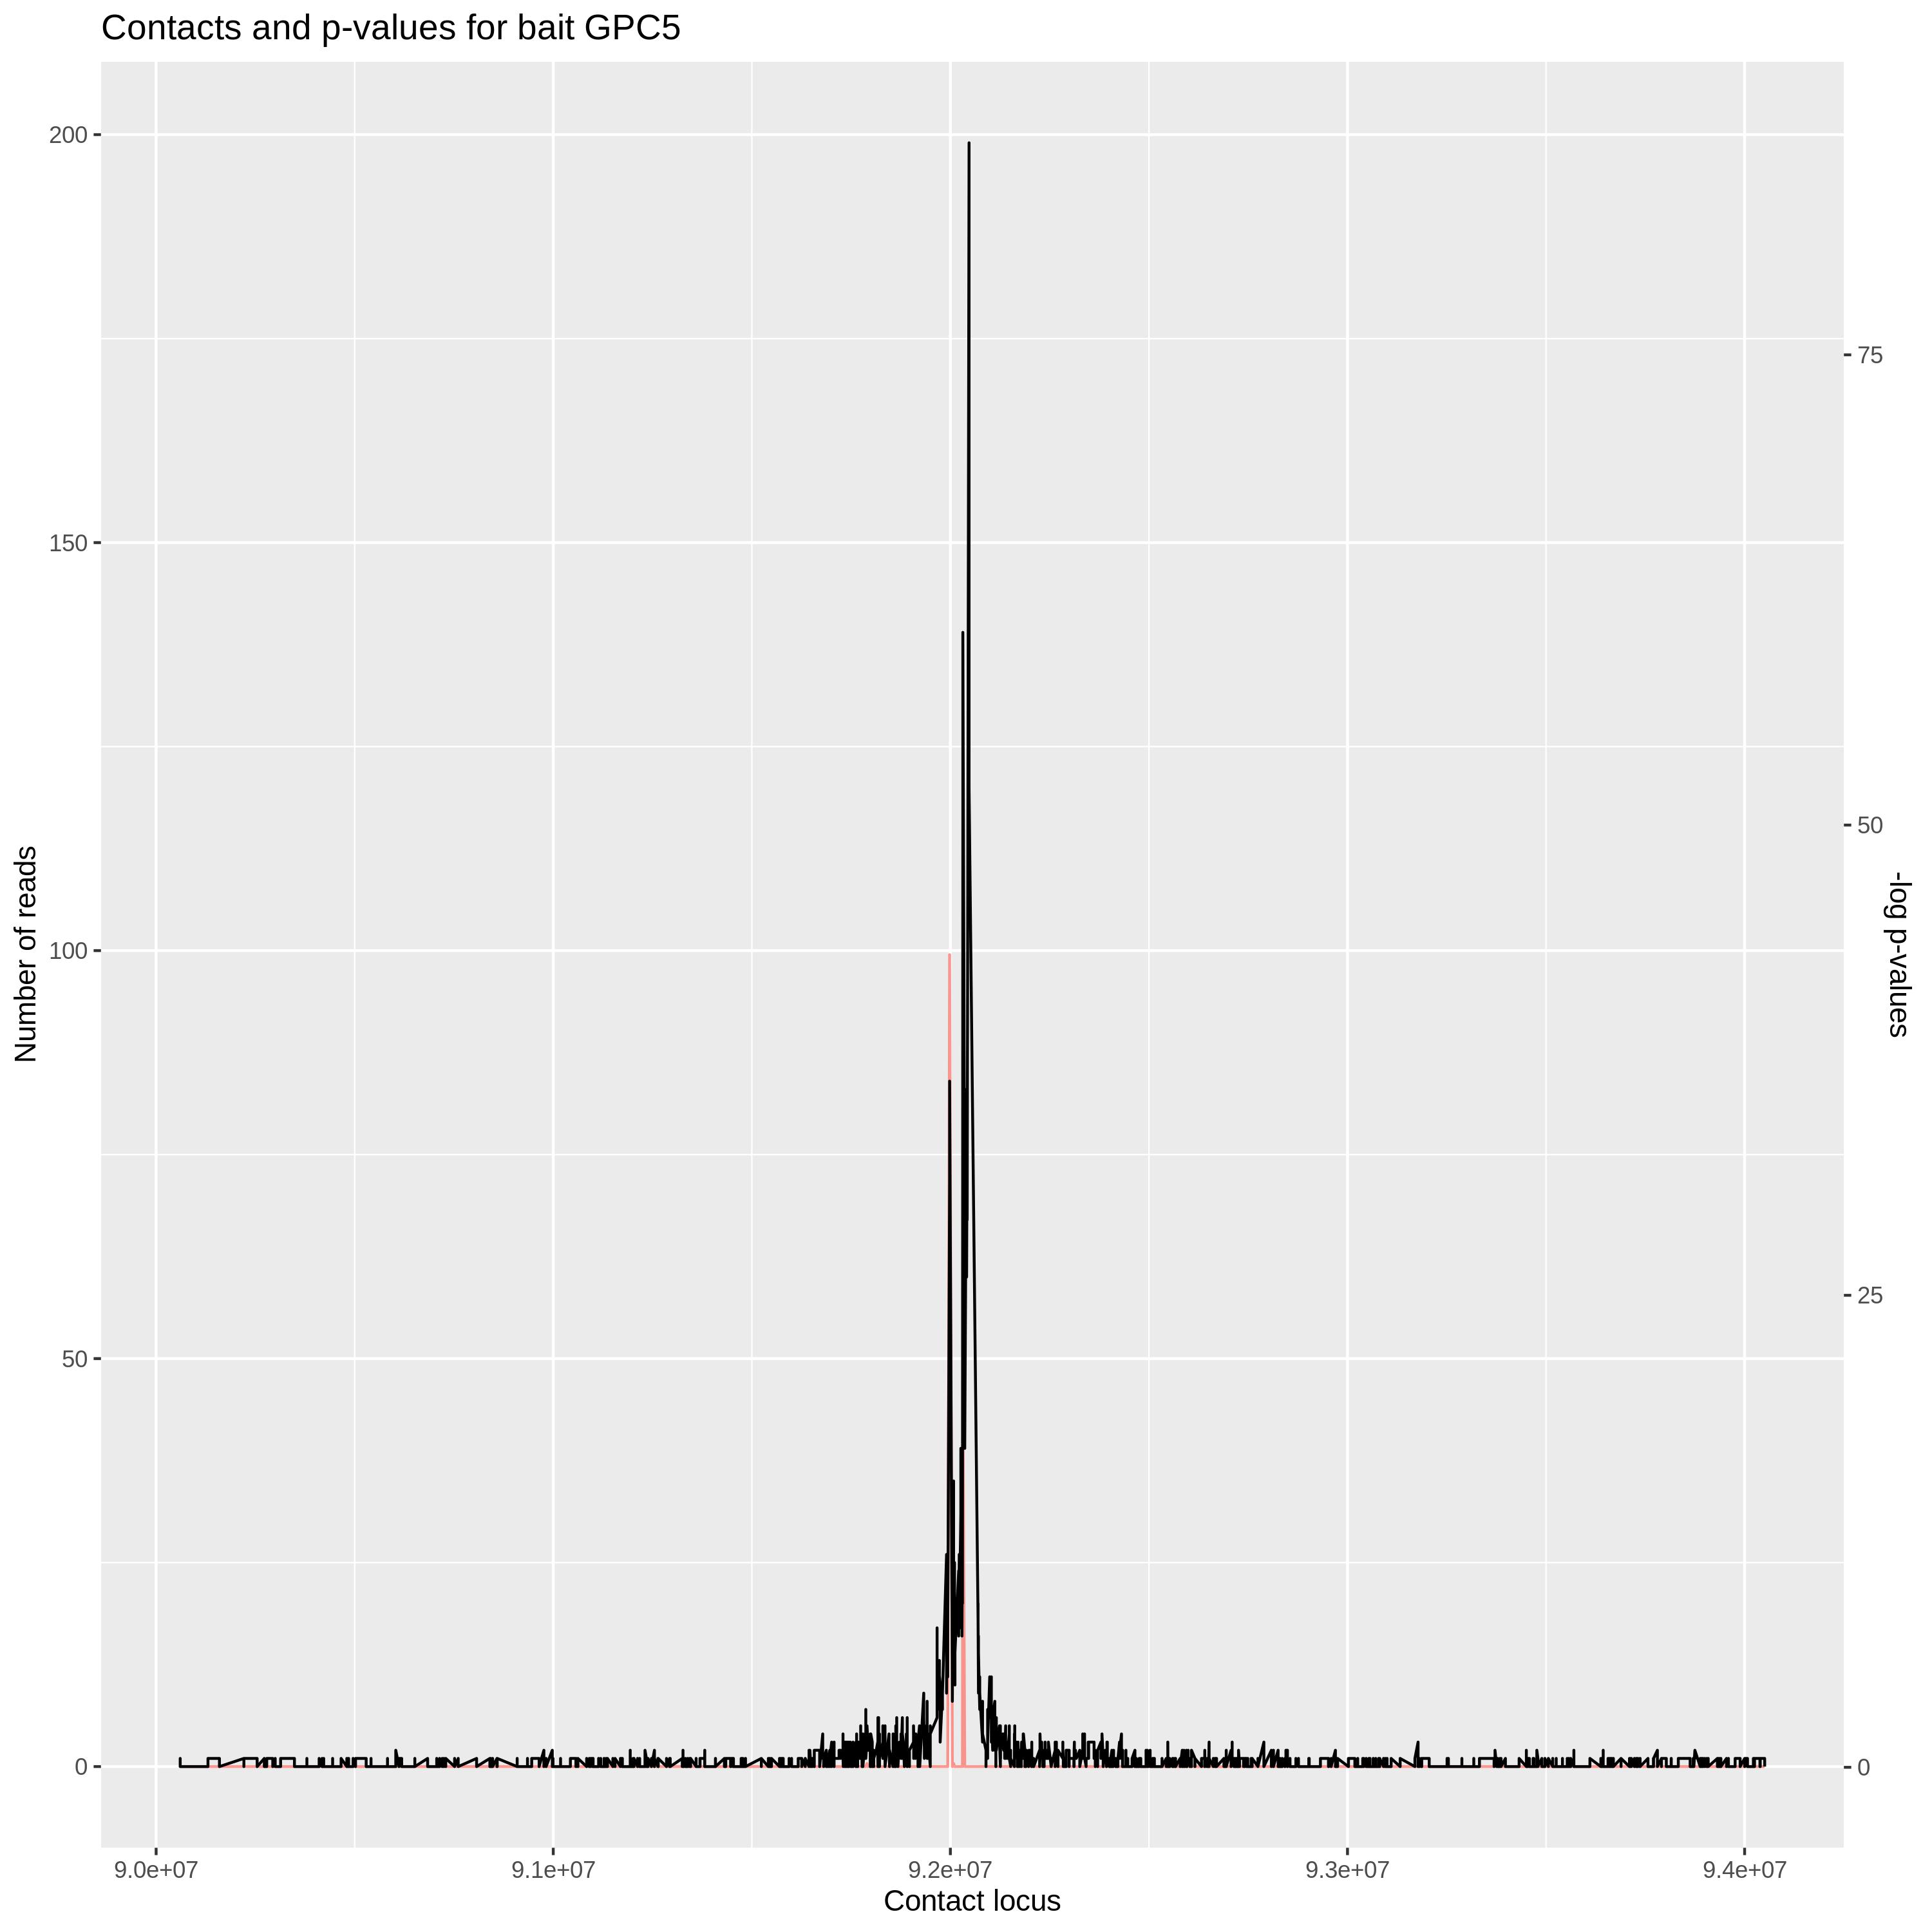 Contacts and p-values for bait GPC5
200
150
100
50
0
Number of reads
75
50
25
0
-log p-values
9.0e+07
9.1e+07
9.2e+07
9.3e+07
9.4e+07
Contact locus